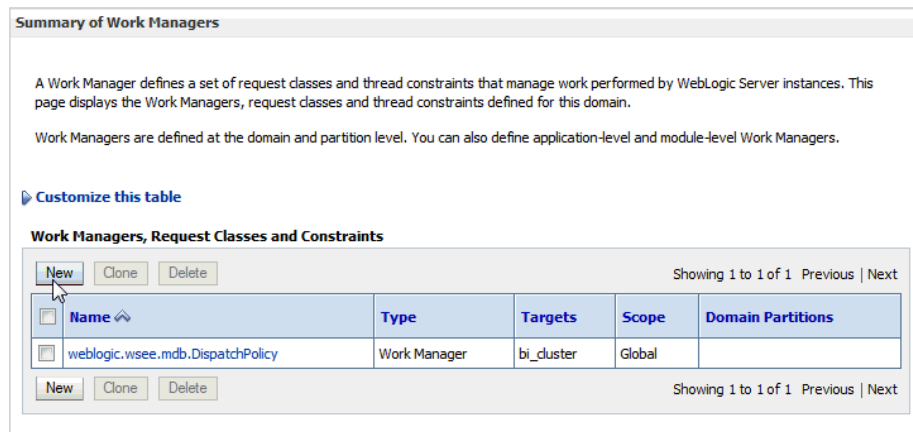 Summary of Work Managers
A Work Manager defines a set of request classes and thread constraints that manage work performed by WebLogic Server instances. This
page displays the Work Managers, request classes and thread constraints defined for this domain.
Work Managers are defined at the domain and partition level. You can also define application-level and module-level Work Managers.
Customize this table
Work Managers, Request Classes and Constraints
New Clone Delete Showing 1 to 1 of 1 Previous | Next
Name Type Targets Scope Domain Partitions
weblogic.wsee.mdb.DispatchPolicy Work Manager bi_cluster Global
New Clone Delete Showing 1 to 1 of 1 Previous | Next